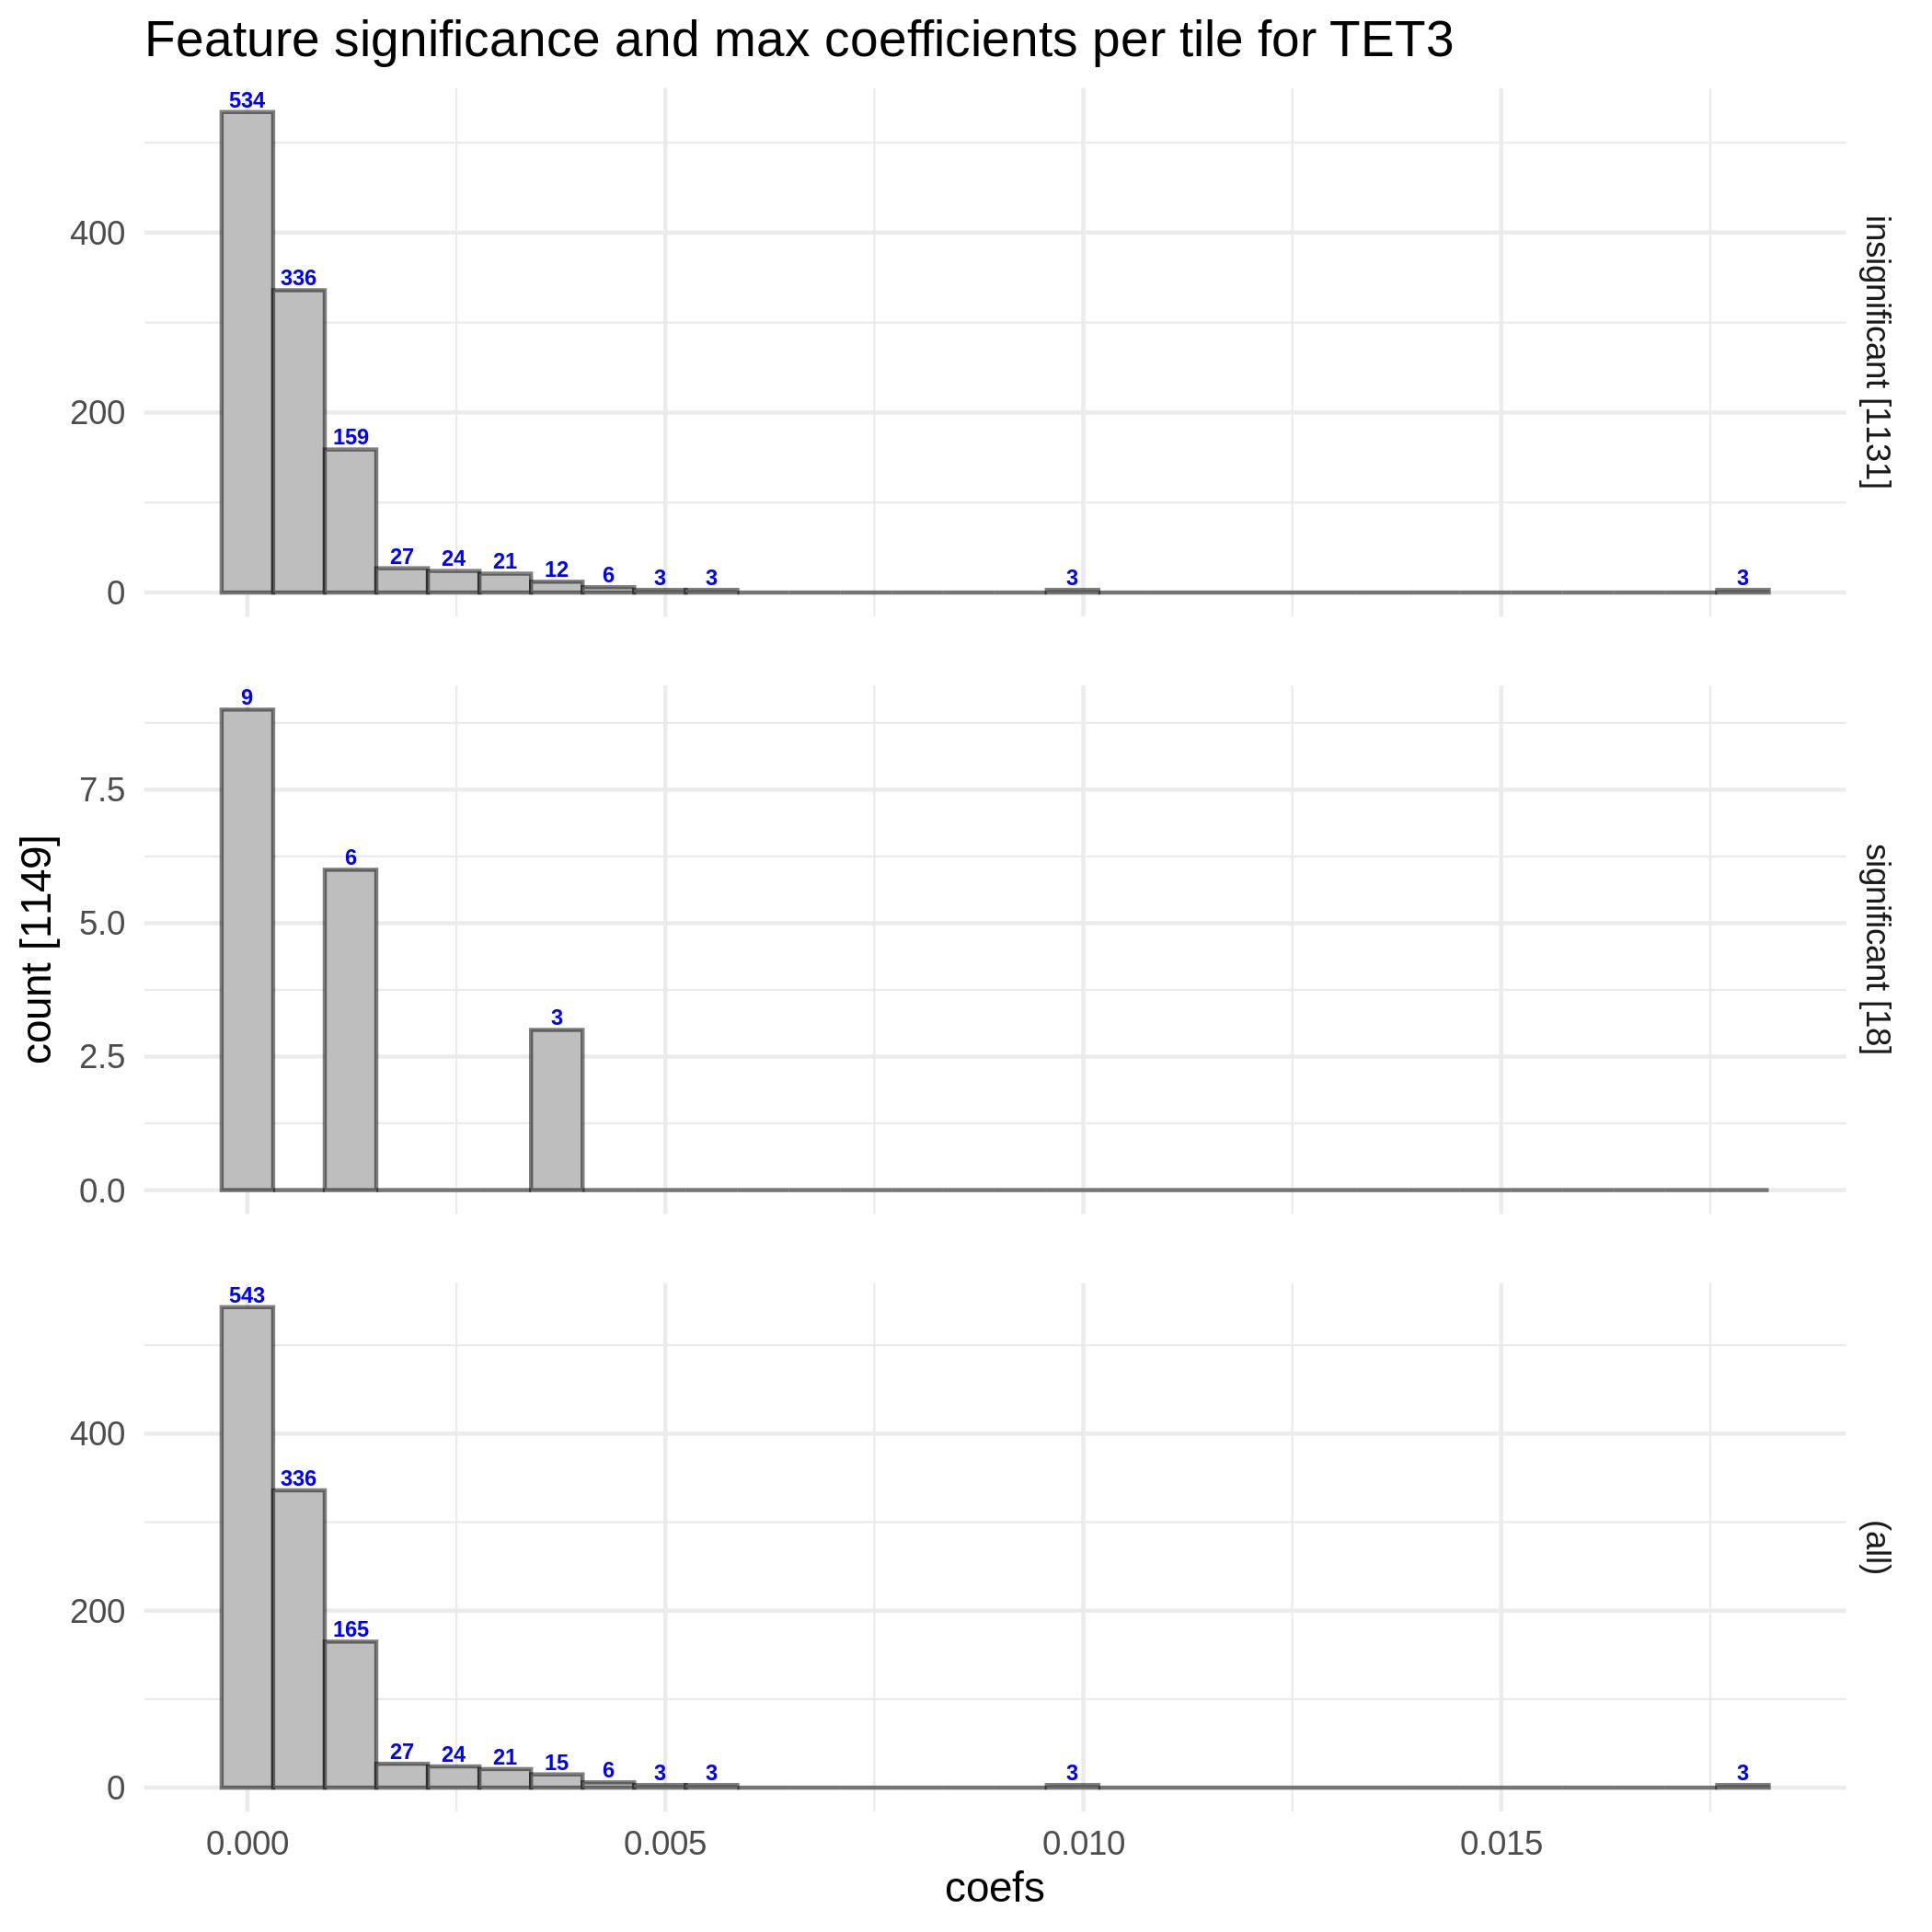 Feature significance and max coefficients per tile for TET3
534
336
159
27 24 21 12 6 3 3 3 3
400
200
0
insignificant [1131]
9
6
3
7.5
5.0
2.5
0.0
significant [18]
count [1149]
543
336
165
27 24 21 15 6 3 3 3 3
400
200
0
(all)
0.000 0.005 0.010 0.015
coefs